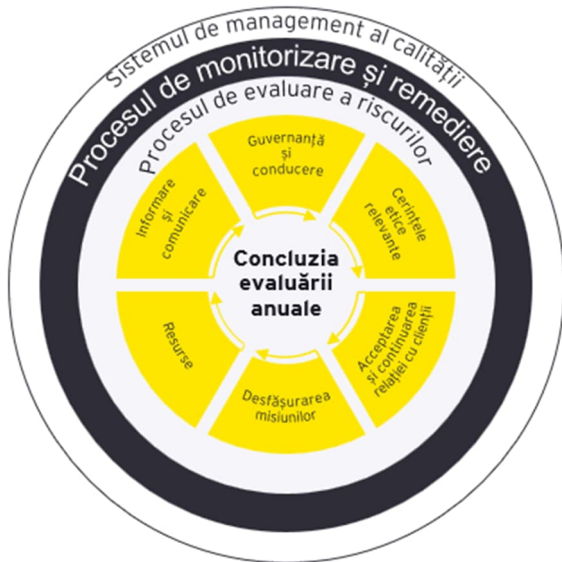 Sistemul de management al calității
Procesul de monitorizare și remediere
Procesul de evaluare a riscurilor
Guvernanță
și
conducere
Cerințele
etice
relevante
Acceptarea
și continuarea
relației cu clienții
Desfășurarea
misiunilor
Resurse
Informare
și
comunicare
Concluzia
evaluării
anuale